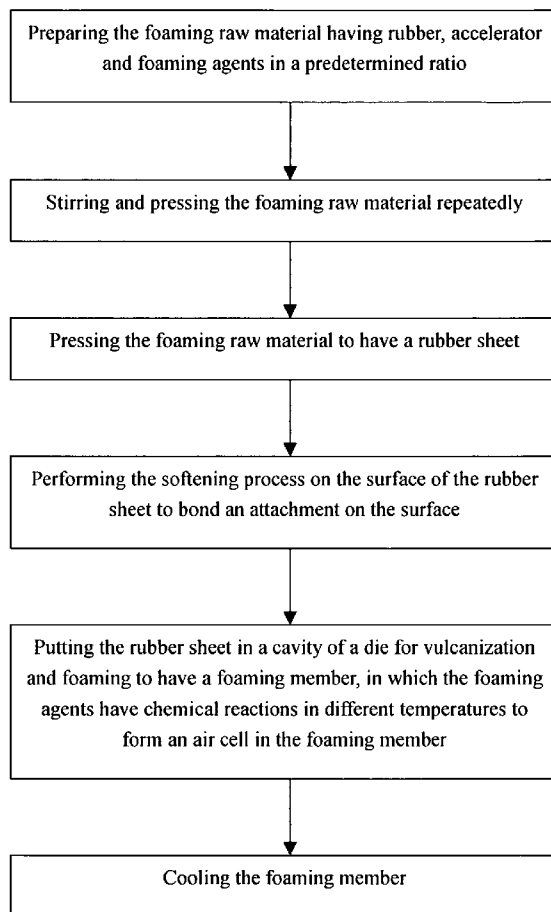 Preparing the foaming raw material having rubber, accelerator
and foaming agents in a predetermined ratio
Stirring and pressing the foaming raw material repeatedly
Pressing the foaming raw material to have a rubber sheet
Performing the softening process on the surface of the rubber
sheet to bond an attachment on the surface
Putting the rubber sheet in a cavity of a die for vulcanization
and foaming to have a foaming member, in which the foaming
agents have chemical reactions in different temperatures to
form an air cell in the foaming member
Cooling the foaming member